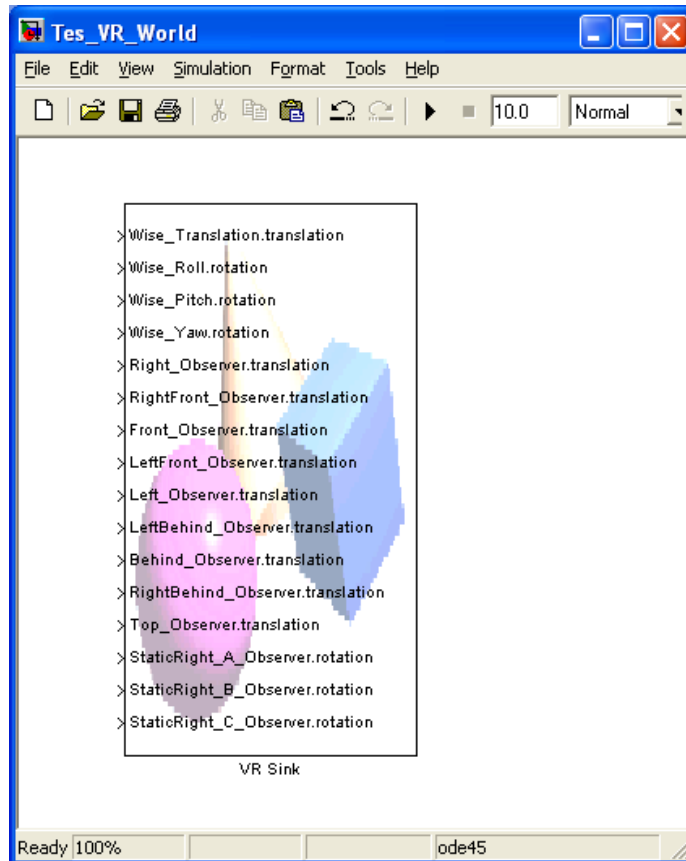 Tes_VR_World
File Edit View Simulation Format Tools Help
10.0 Normal
Wise_Translation.translation
Wise_Roll.rotation
Wise_Pitch.rotation
Wise_Yaw.rotation
Right_Observer.translation
RightFront_Observer.translation
Front_Observer.translation
LeftFront_Observer.translation
Left_Observer.translation
LeftBehind_Observer.translation
Behind_Observer.translation
RightBehind_Observer.translation
Top_Observer.translation
StaticRight_A_Observer.rotation
StaticRight_B_Observer.rotation
StaticRight_C_Observer.rotation
VR Sink
Ready 100% ode45